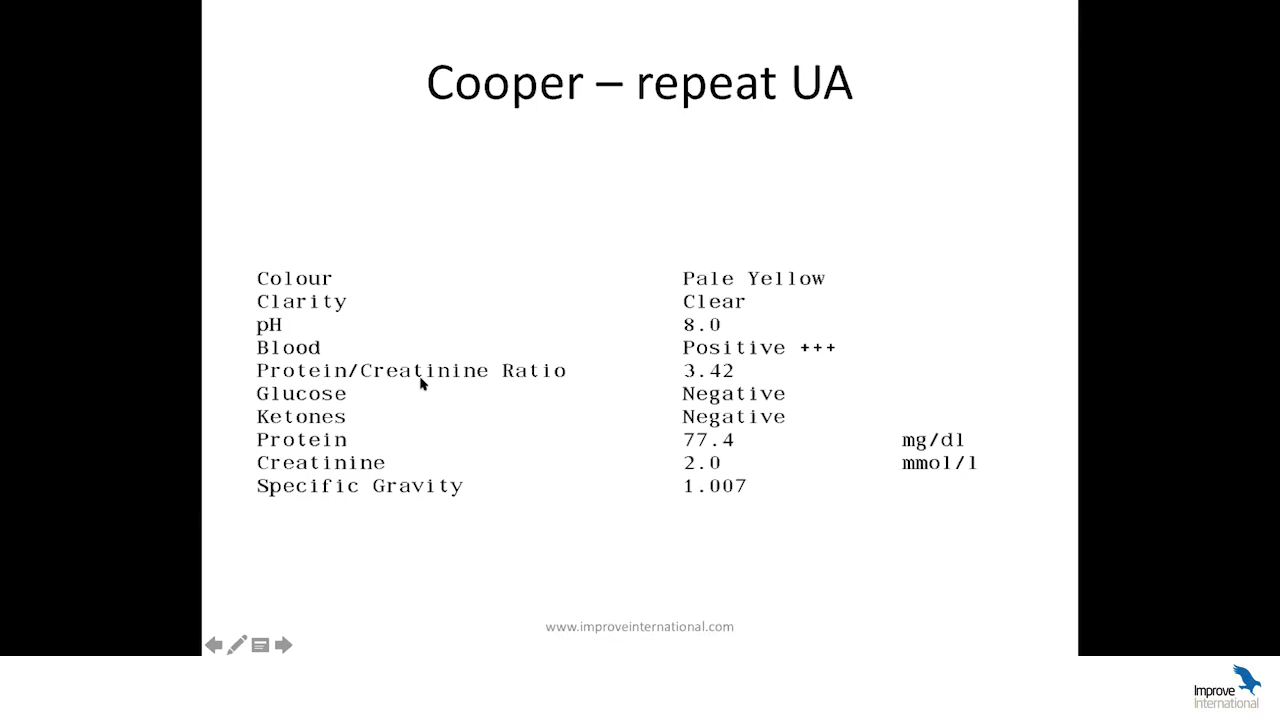 Cooper – repeat UA
Colour Pale Yellow
Clarity Clear
pH 8.0
Blood Positive +++
Protein/Creatinine Ratio 3.42
Glucose Negative
Ketones Negative
Protein 77.4 mg/dl
Creatinine 2.0 mmol/l
Specific Gravity 1.007
www.improveinternational.com
Improve
International